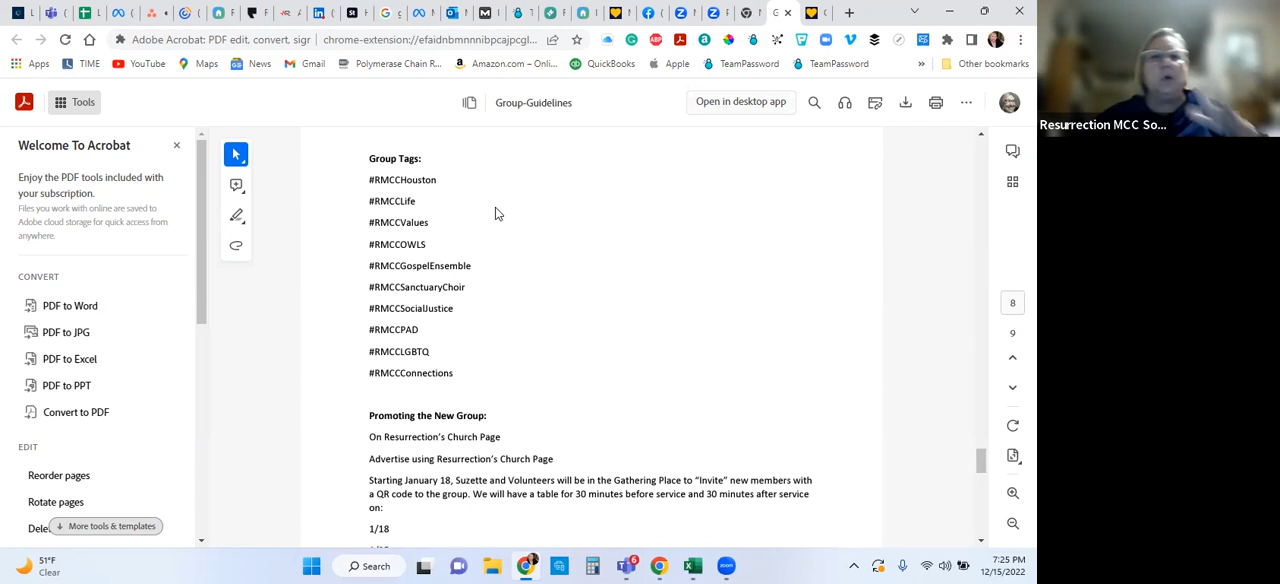 Adobe Acrobat: PDF edit, convert, sigr
chrome-extension://efaidnbmnnnibpcajpcgl...
Apps
TIME
YouTube
Maps
News
Gmail
Polymerase Chain R...
Amazon.com – Onli...
QuickBooks
Apple
TeamPassword
TeamPassword
»
Other bookmarks
Tools
Group-Guidelines
Open in desktop app
Welcome To Acrobat
Enjoy the PDF tools included with
your subscription.
Files you work with online are saved to
Adobe cloud storage for quick access from
anywhere.
CONVERT
PDF to Word
PDF to JPG
PDF to Excel
PDF to PPT
Convert to PDF
EDIT
Reorder pages
Rotate pages
Dele
More tools & templates
Group Tags:
#RMCCHouston
#RMCCLife
#RMCCValues
#RMCCOWLS
#RMCCGospelEnsemble
#RMCCSanctuaryChoir
#RMCCSocialJustice
#RMCCPAD
#RMCCLGBTQ
#RMCCConnections
Promoting the New Group:
On Resurrection's Church Page
Advertise using Resurrection's Church Page
Starting January 18, Suzette and Volunteers will be in the Gathering Place to "Invite" new members with
a QR code to the group. We will have a table for 30 minutes before service and 30 minutes after service
on:
1/18
8
9
Resurrection MCC So...
51°F
Clear
Search
6
zoom
7:25 PM
12/15/2022